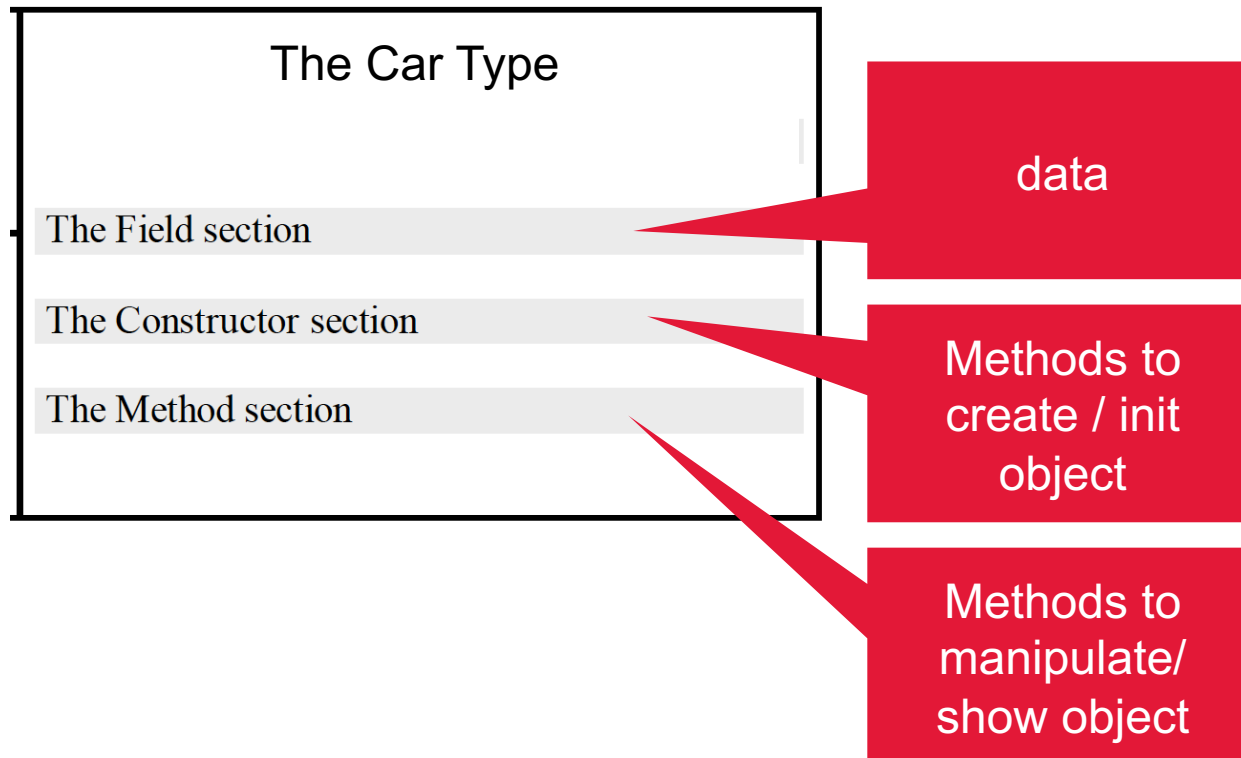 The Car Type
The Field section
The Constructor section
The Method section
data
Methods to
create / init
object
Methods to
manipulate/
show object